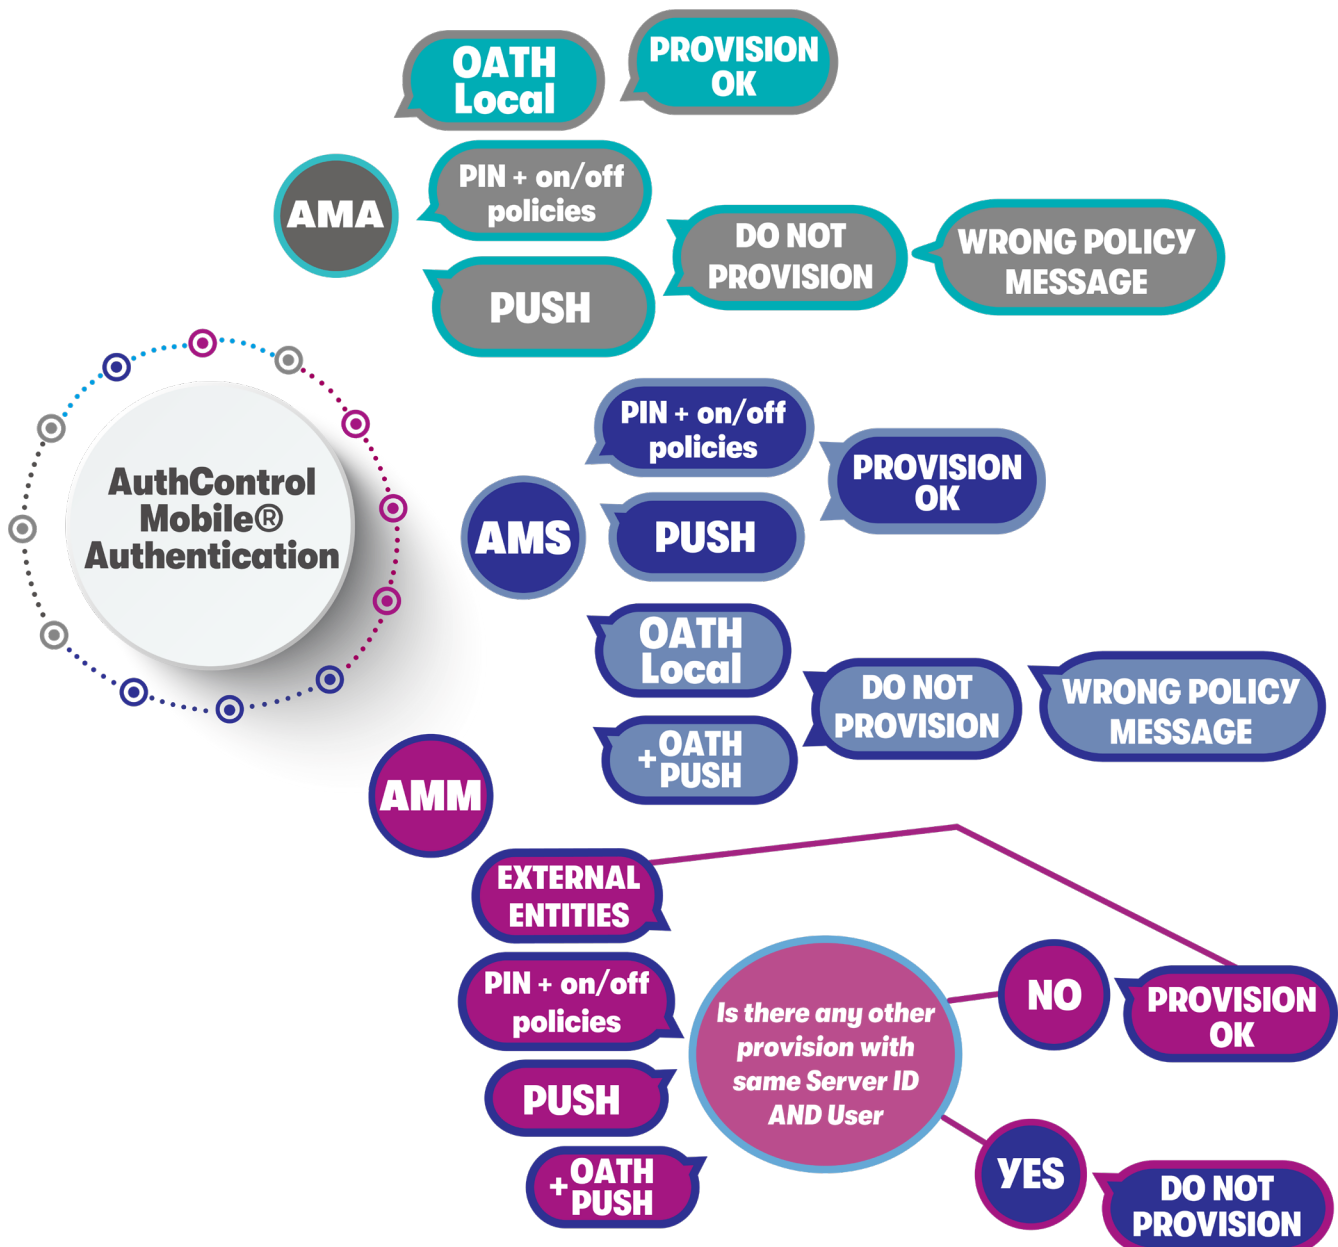 OATH
Local
PROVISION
OK
AMA
PIN + on/off
policies
PUSH
DO NOT
PROVISION
WRONG POLICY
MESSAGE
AuthControl
Mobile®
Authentication
AMS
PIN + on/off
policies
PUSH
PROVISION
OK
OATH
Local
+OATH
PUSH
DO NOT
PROVISION
WRONG POLICY
MESSAGE
AMM
EXTERNAL
ENTITIES
PIN + on/off
policies
PUSH
+OATH
PUSH
Is there any other
provision with
same Server ID
AND User
NO
PROVISION
OK
YES
DO NOT
PROVISION